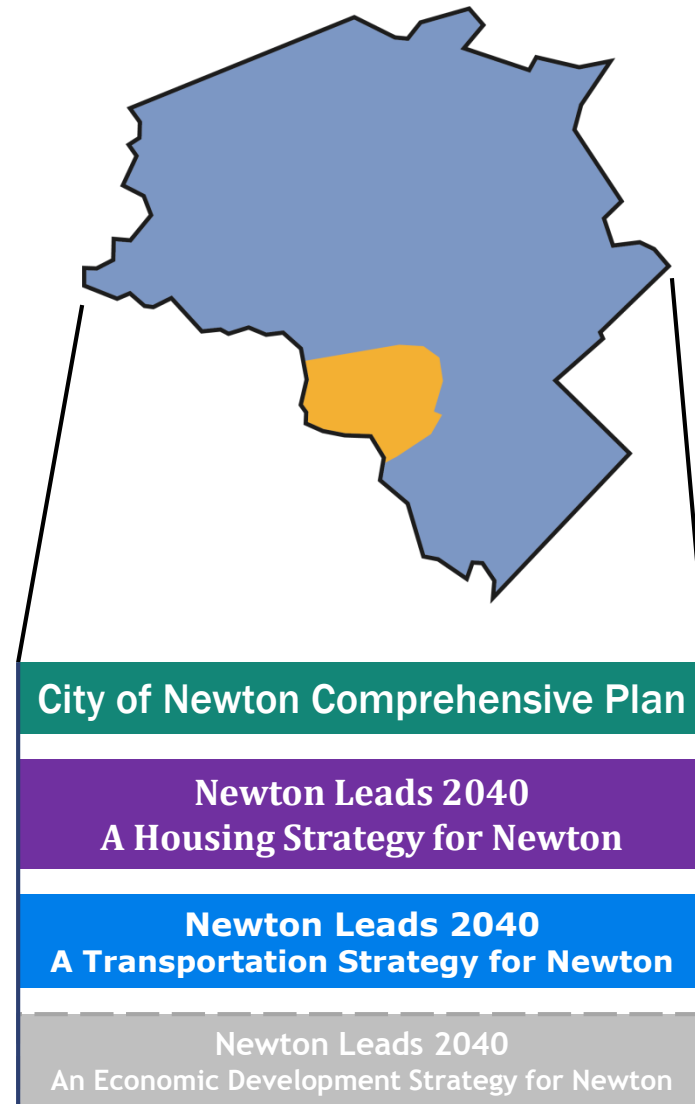 City of Newton Comprehensive Plan
Newton Leads 2040
A Housing Strategy for Newton
Newton Leads 2040
A Transportation Strategy for Newton
Newton Leads 2040
An Economic Development Strategy for Newton